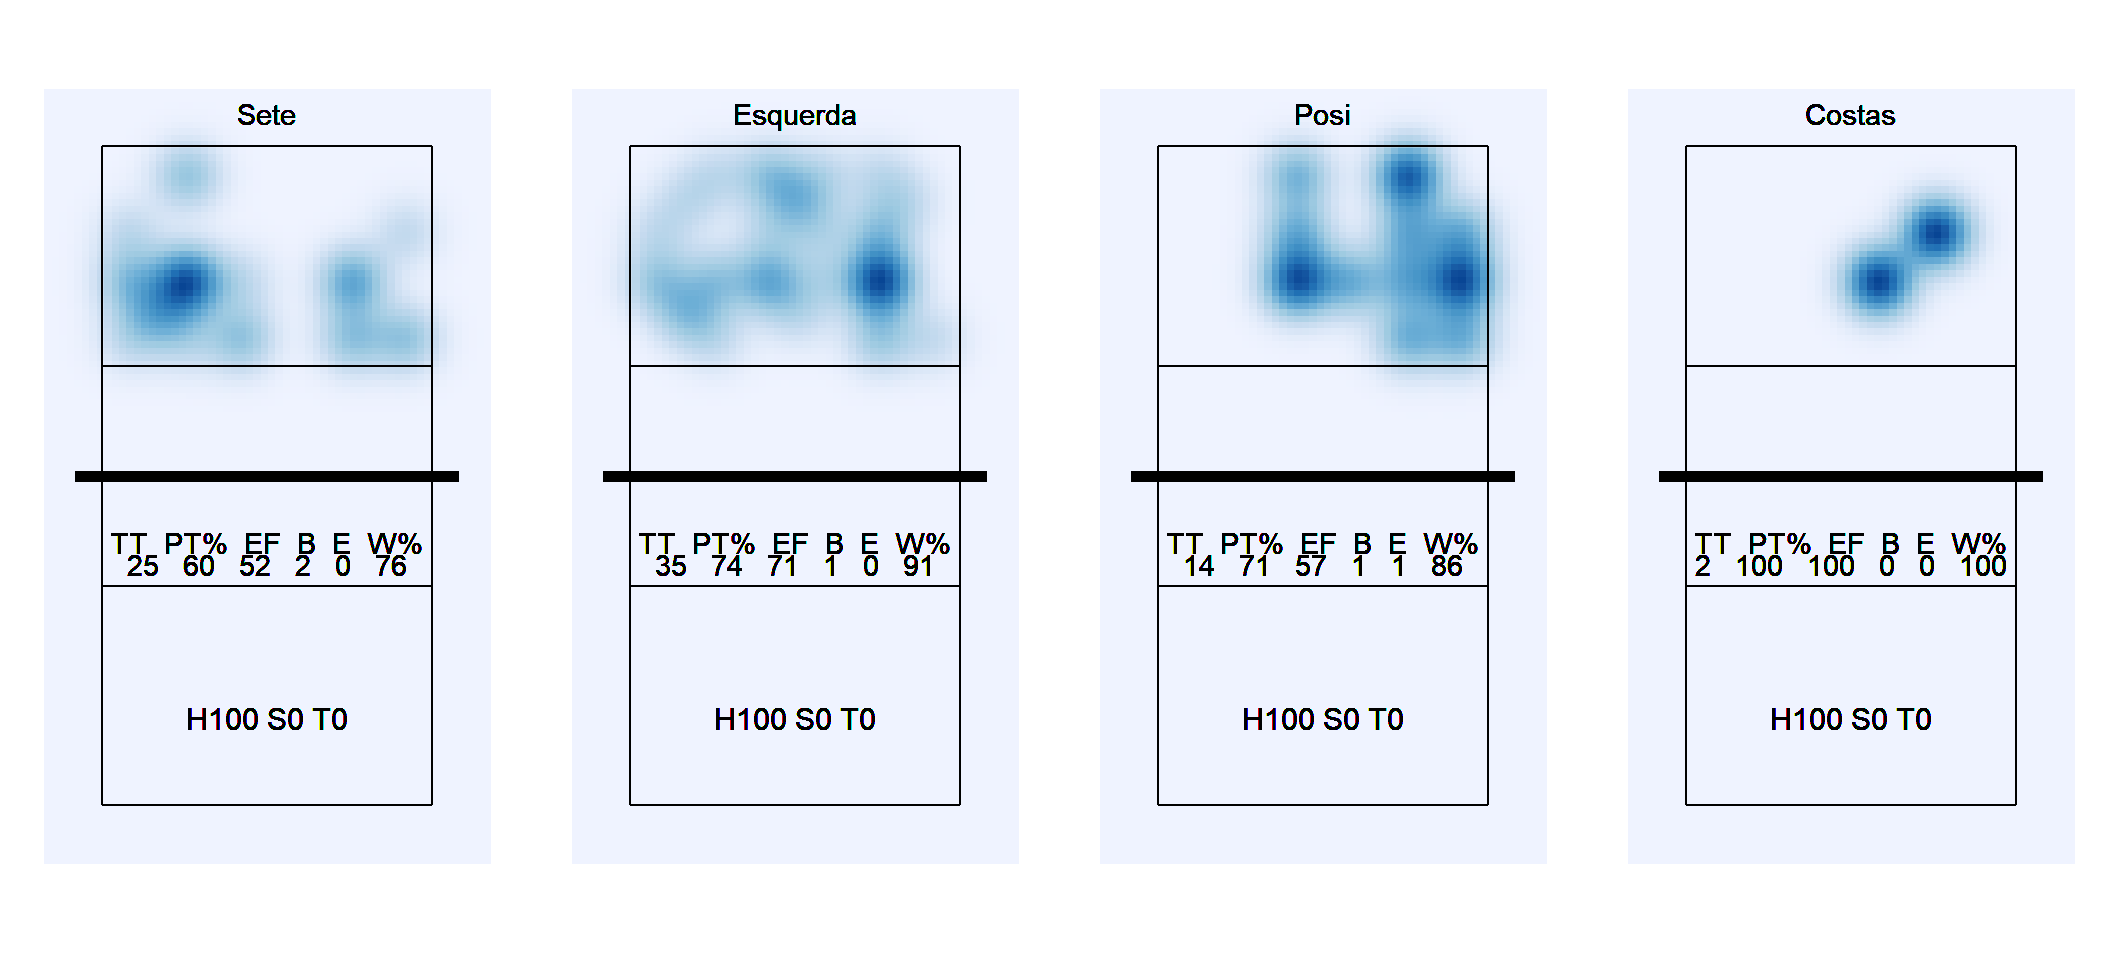 Sete
TT PT% EF B E W%
25 60 52 2 0 76
H100 S0 T0
Esquerda
TT PT% EF B E W%
35 74 71 1 0 91
H100 S0 T0
Posi
TT PT% EF B E W%
14 71 57 1 1 86
H100 S0 T0
Costas
TT PT% EF B E W%
2 100 100 0 0 100
H100 S0 T0